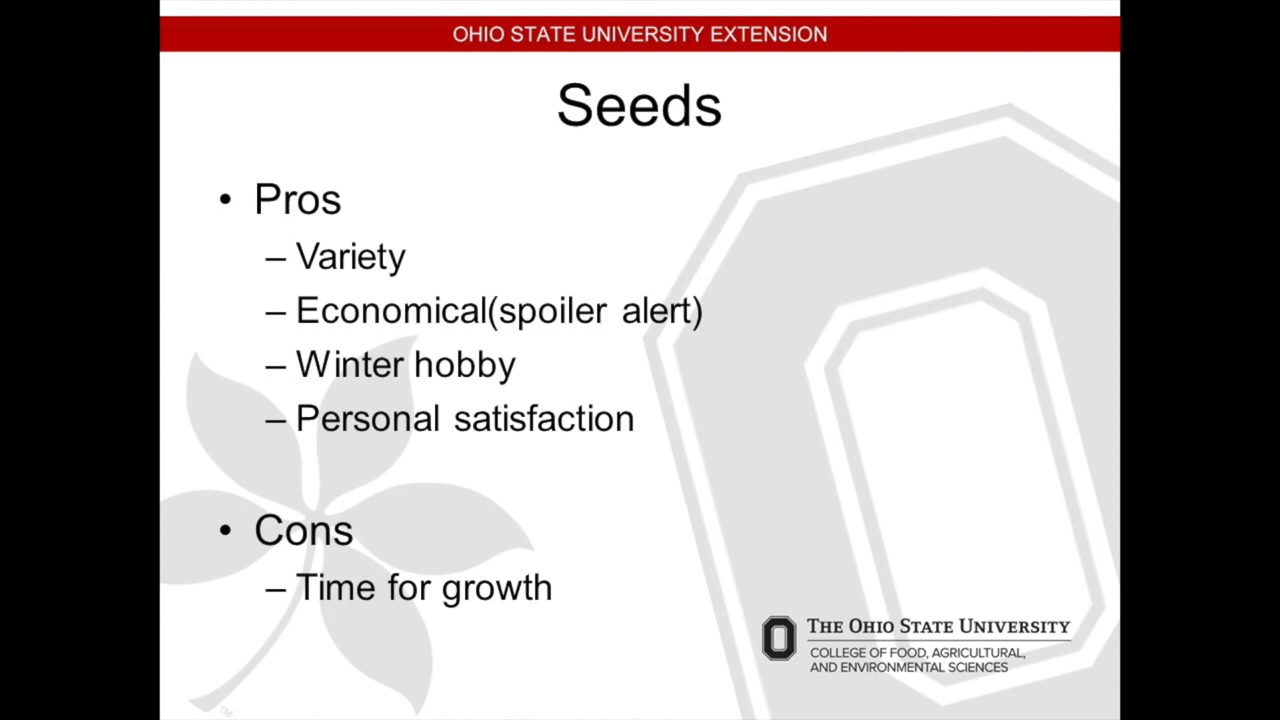 OHIO STATE UNIVERSITY EXTENSION
Seeds
• Pros
– Variety
– Economical(spoiler alert)
– Winter hobby
– Personal satisfaction
• Cons
– Time for growth
THE OHIO STATE UNIVERSITY
COLLEGE OF FOOD, AGRICULTURAL,
AND ENVIRONMENTAL SCIENCES
TM